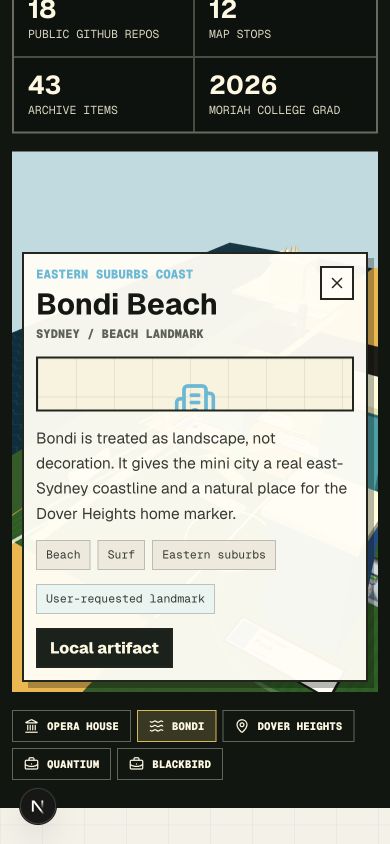 18
12
PUBLIC GITHUB REPOS
MAP STOPS
43
2026
ARCHIVE ITEMS
MORIAH COLLEGE GRAD
EASTERN SUBURBS COAST
Bondi Beach
SYDNEY / BEACH LANDMARK
Bondi is treated as landscape, not
decoration. It gives the mini city a real east-
Sydney coastline and a natural place for the
Dover Heights home marker.
Beach
Surf
Eastern suburbs
User-requested landmark
Local artifact
OPERA HOUSE
BONDI
DOVER HEIGHTS
QUANTIUM
BLACKBIRD
N